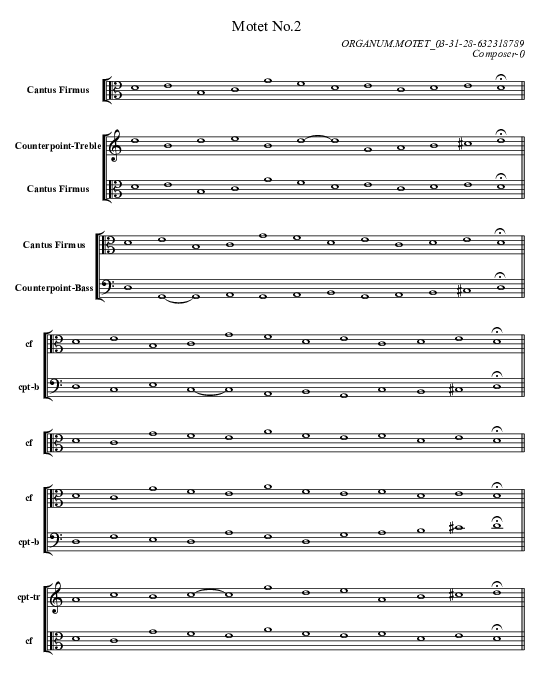 Motet No.2
ORGANUM.MOTET_03-31-28-632318789
Composer-0
Cantus Firmus
Counterpoint-Treble
Cantus Firmus
Cantus Firmus
Counterpoint-Bass
cf
cpt-b
cf
cf
cpt-b
cpt-tr
cf